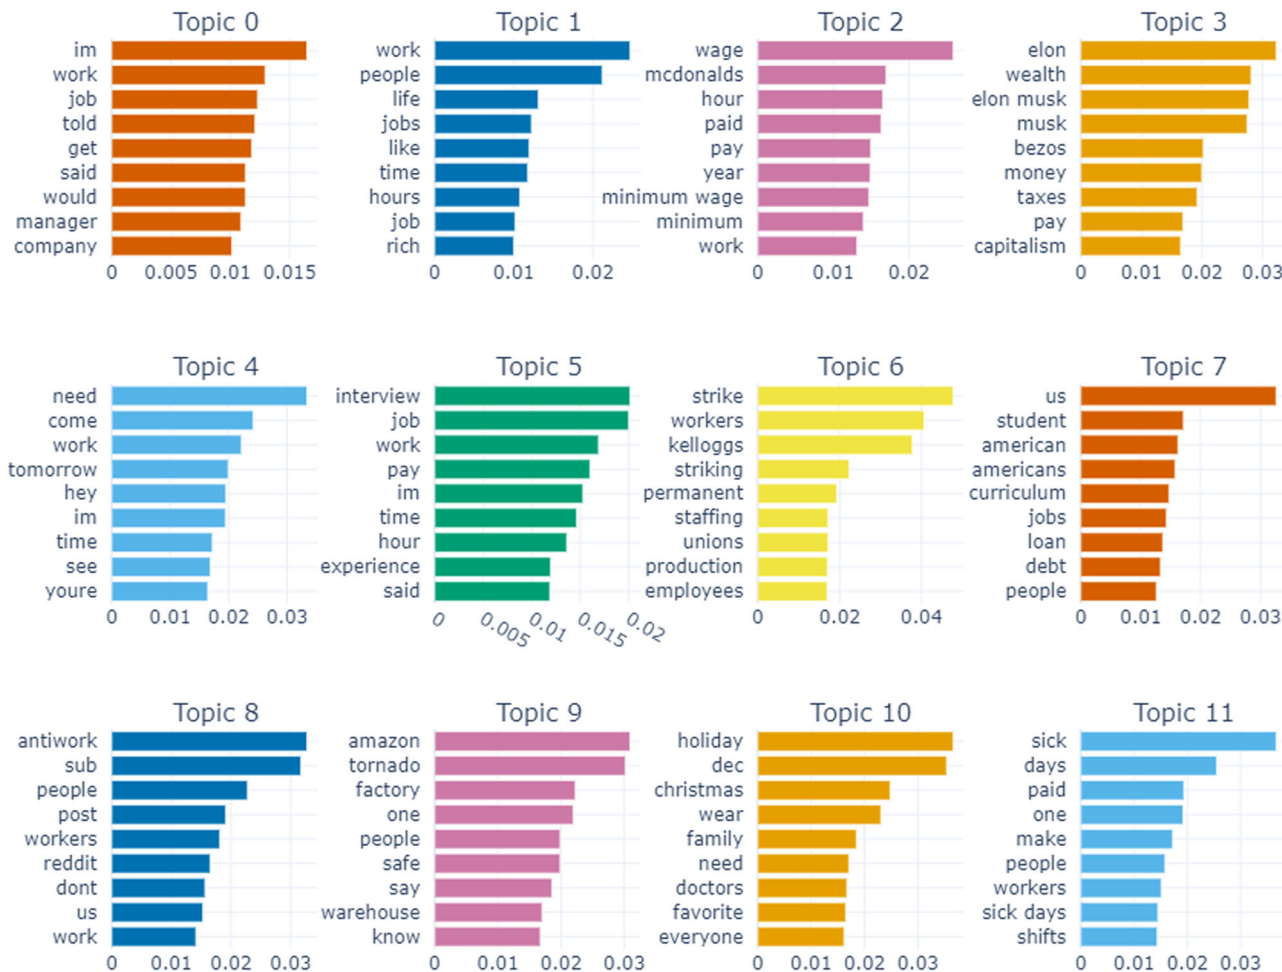 Topic 0
im
work
job
told
get
said
would
manager
company
0 0.005 0.01 0.015
Topic 1
work
people
life
jobs
like
time
hours
job
rich
0 0.01 0.02
Topic 2
wage
mcdonalds
hour
paid
pay
year
minimum wage
minimum
work
0 0.01 0.02
Topic 3
elon
wealth
elon musk
musk
bezos
money
taxes
pay
capitalism
0 0.01 0.02 0.03
Topic 4
need
come
work
tomorrow
hey
im
time
see
youre
0 0.01 0.02 0.03
Topic 5
interview
job
work
pay
im
time
hour
experience
said
0 0.005 0.01 0.015 0.02
Topic 6
strike
workers
kelloggs
striking
permanent
staffing
unions
production
employees
0 0.02 0.04
Topic 7
us
student
american
americans
curriculum
jobs
loan
debt
people
0 0.01 0.02 0.03
Topic 8
antiwork
sub
people
post
workers
reddit
dont
us
work
0 0.01 0.02 0.03
Topic 9
amazon
tornado
factory
one
people
safe
say
warehouse
know
0 0.01 0.02 0.03
Topic 10
holiday
dec
christmas
wear
family
need
doctors
favorite
everyone
0 0.01 0.02 0.03
Topic 11
sick
days
paid
one
make
people
workers
sick days
shifts
0 0.01 0.02 0.03